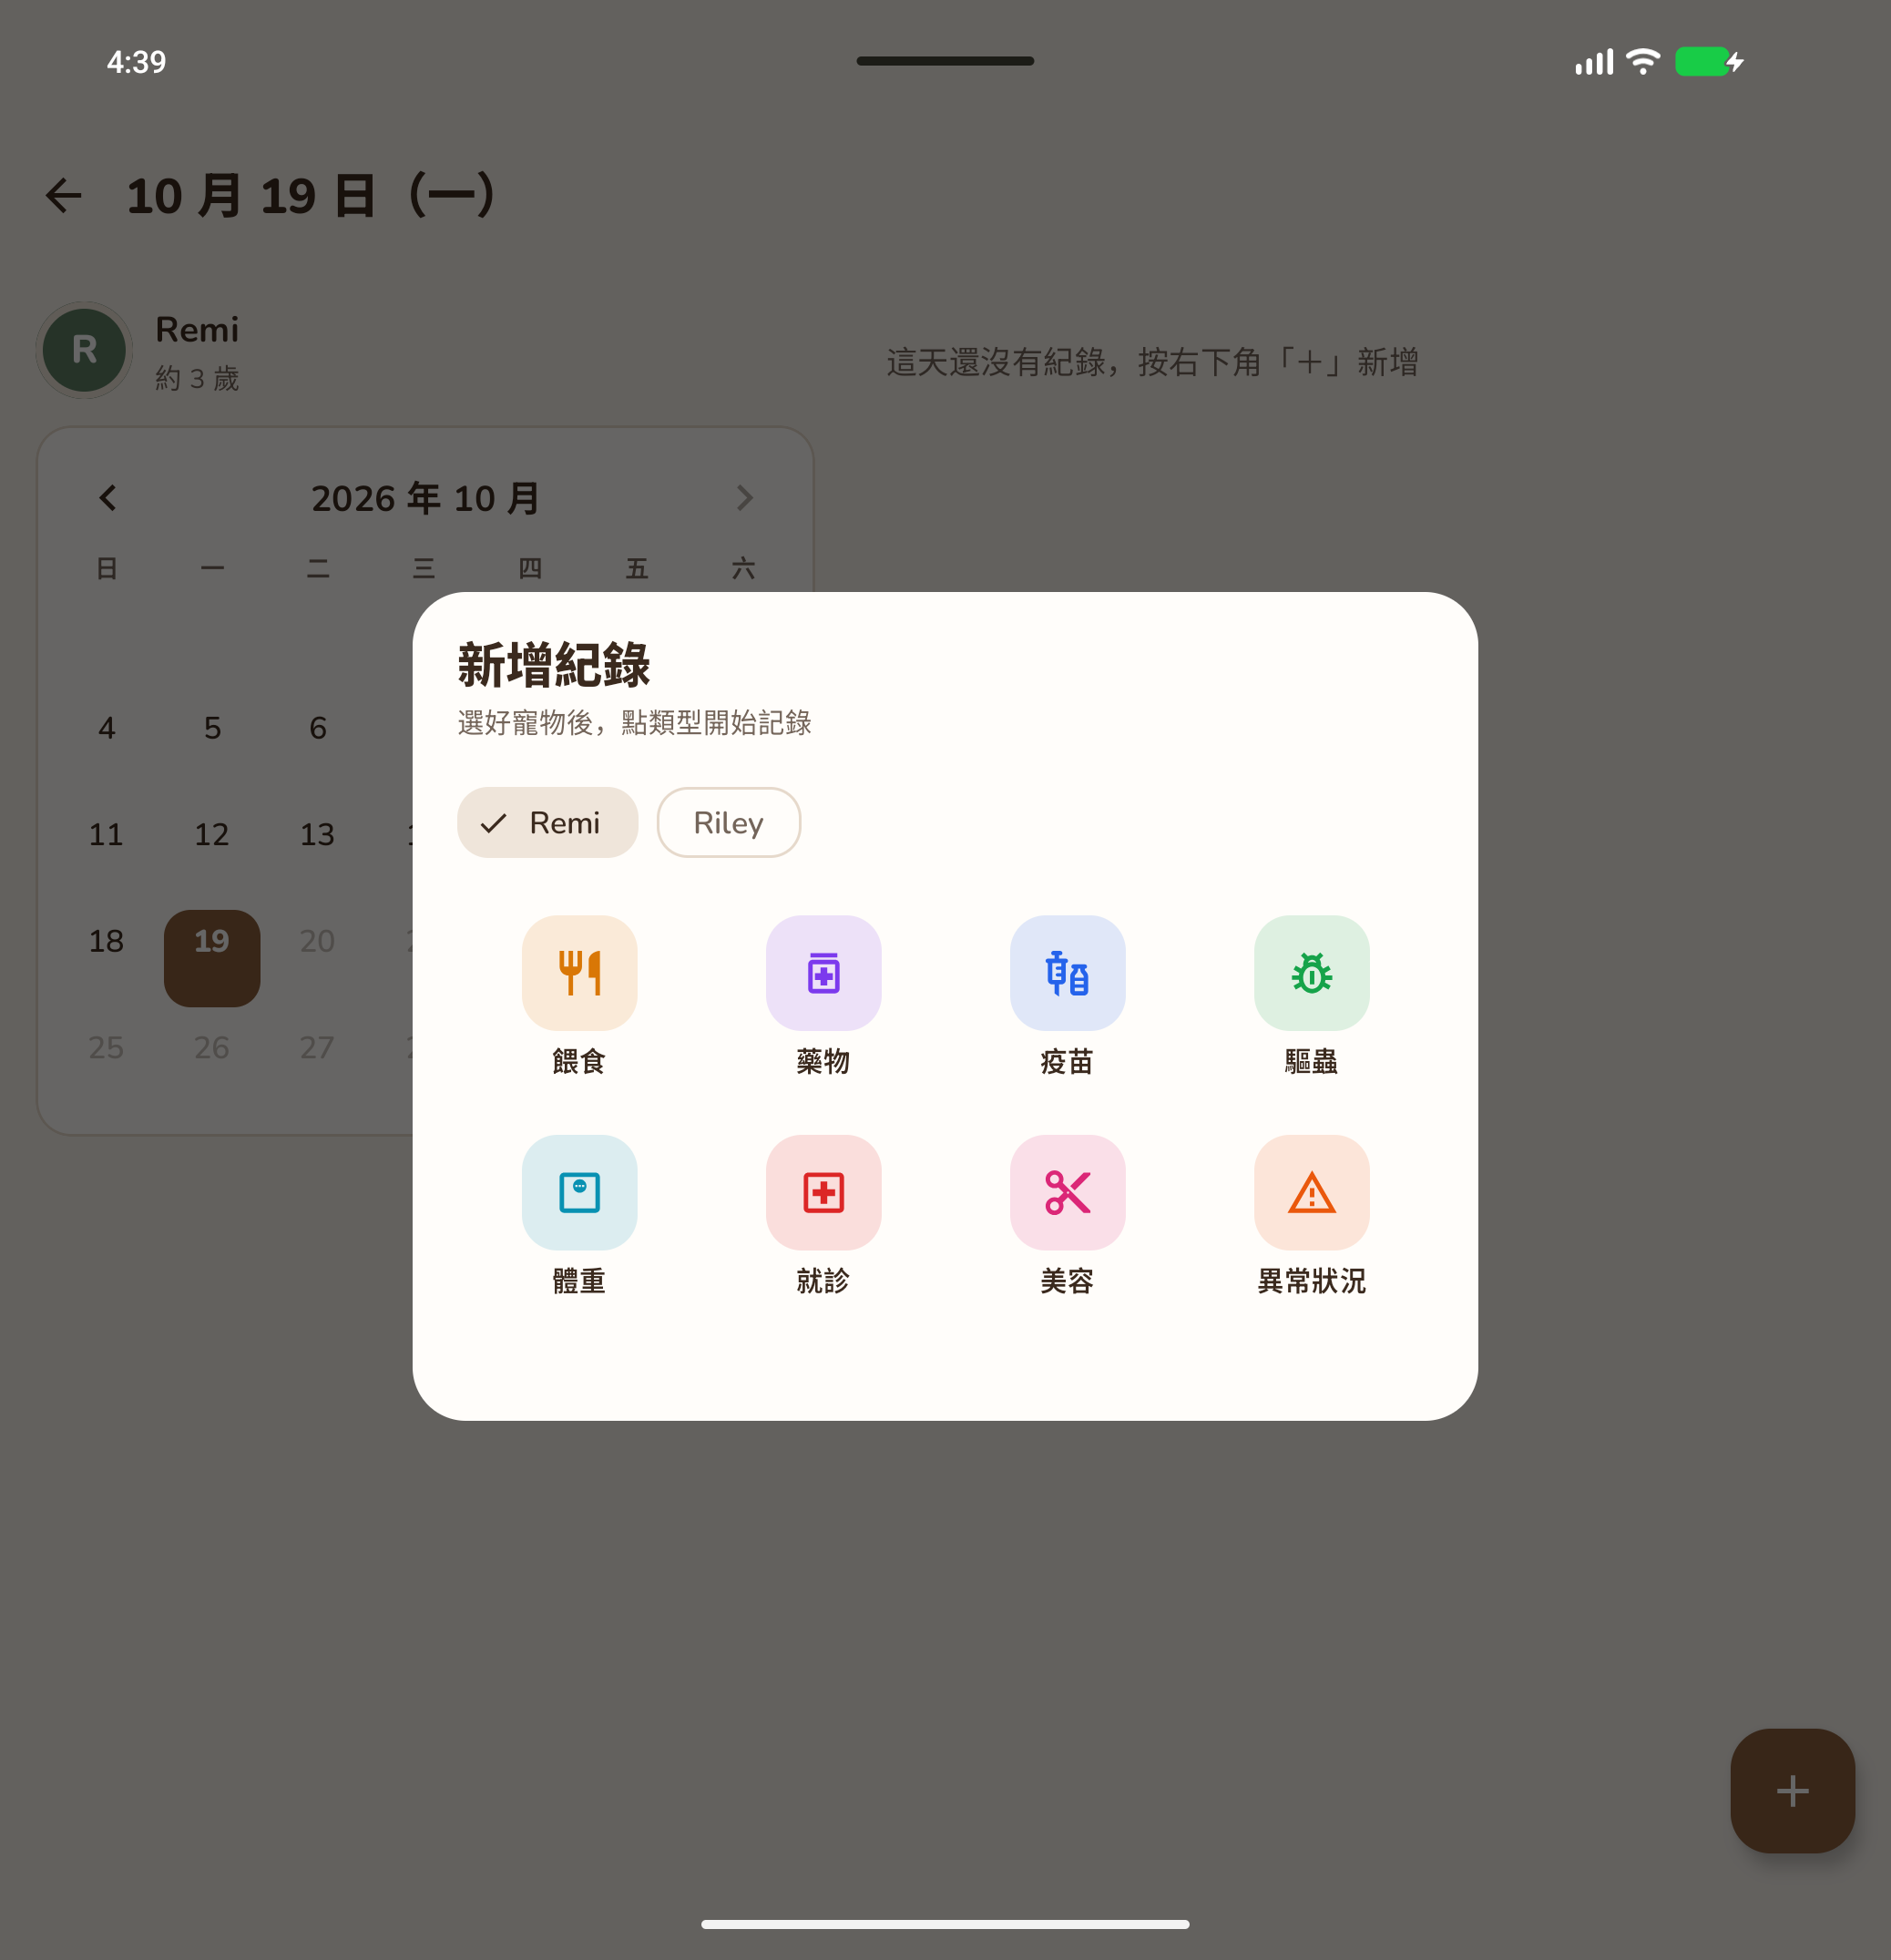 4:39
10 月 19 日（一）
R
Remi
約 3 歲
這天還沒有紀錄，按右下角「＋」新增
2026 年 10 月
日 一 二 三 四 五 六
新增紀錄
選好寵物後，點類型開始記錄
Remi Riley
4 5 6
11 12 13
18 19 20
25 26 27
餵食 藥物 疫苗 驅蟲
體重 就診 美容 異常狀況